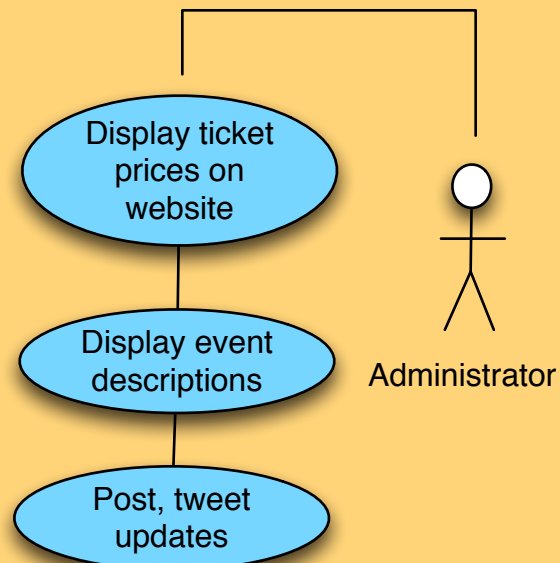 Display ticket
prices on
website
Display event
descriptions
Administrator
Post, tweet
updates